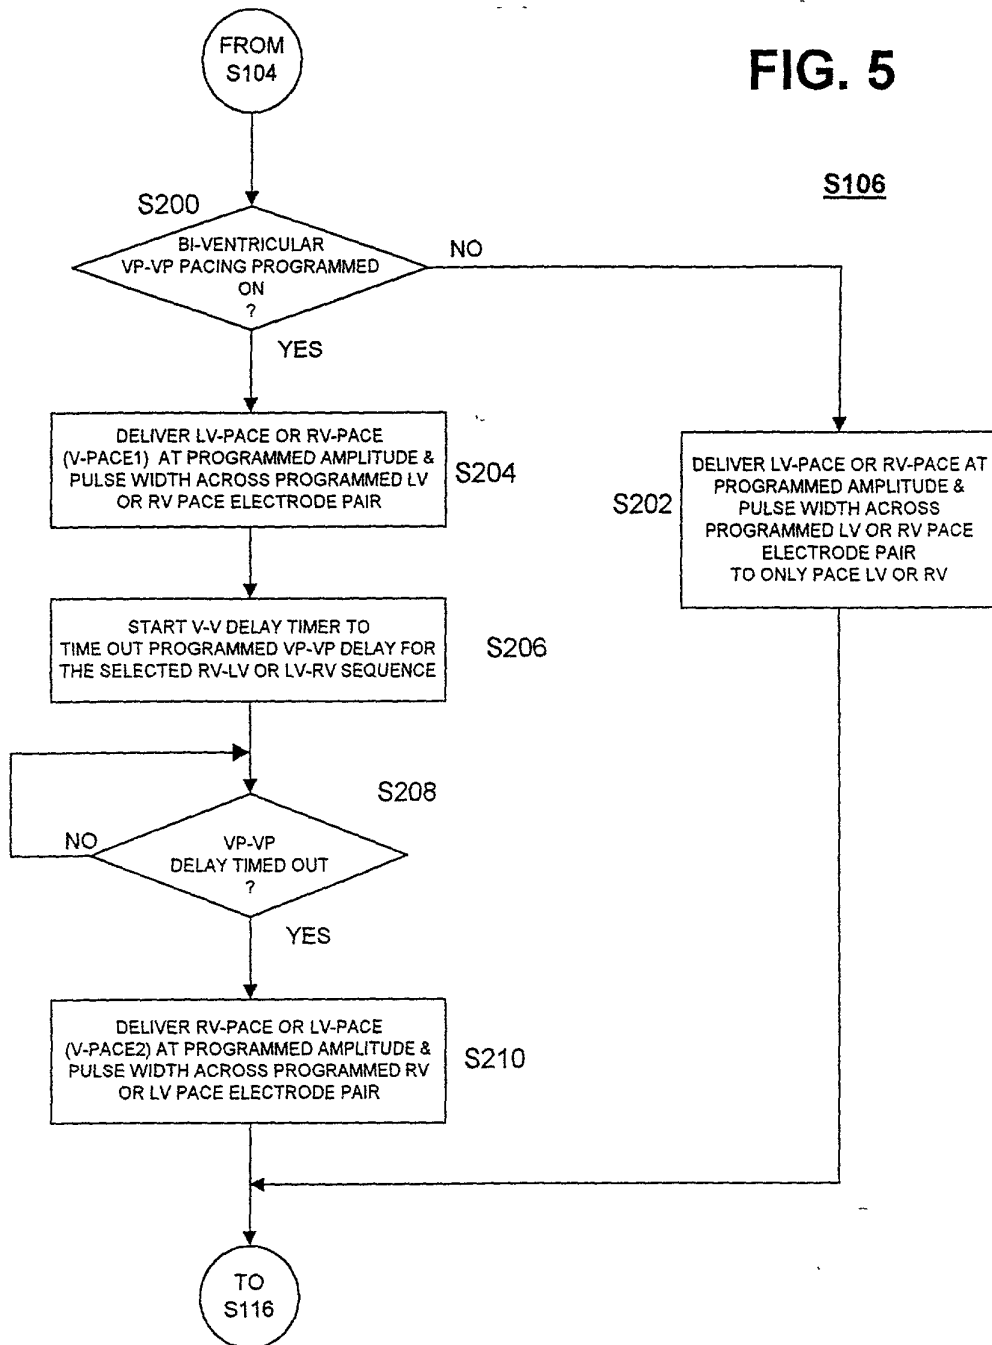 FROM
S104
FIG. 5
S106
S200
BI-VENTRICULAR
VP-VP PACING PROGRAMMED
ON
?
NO
YES
DELIVER LV-PACE OR RV-PACE
(V-PACE1) AT PROGRAMMED AMPLITUDE &
PULSE WIDTH ACROSS PROGRAMMED LV
OR RV PACE ELECTRODE PAIR
S204
S202
DELIVER LV-PACE OR RV-PACE AT
PROGRAMMED AMPLITUDE &
PULSE WIDTH ACROSS
PROGRAMMED LV OR RV PACE
ELECTRODE PAIR
TO ONLY PACE LV OR RV
START V-V DELAY TIMER TO
TIME OUT PROGRAMMED VP-VP DELAY FOR
THE SELECTED RV-LV OR LV-RV SEQUENCE
S206
S208
NO
VP-VP
DELAY TIMED OUT
?
YES
DELIVER RV-PACE OR LV-PACE
(V-PACE2) AT PROGRAMMED AMPLITUDE &
PULSE WIDTH ACROSS PROGRAMMED RV
OR LV PACE ELECTRODE PAIR
S210
TO
S116